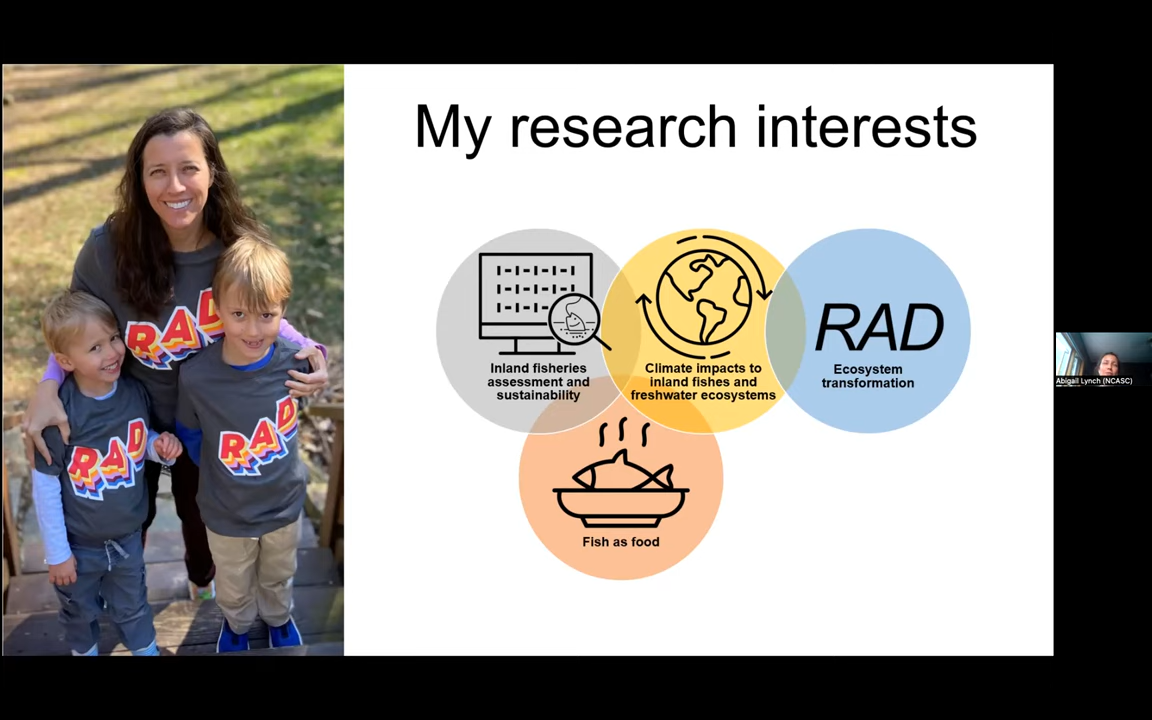 My research interests
Inland fisheries
assessment and
sustainability
Climate impacts to
inland fishes and
freshwater ecosystems
RAD
Ecosystem
transformation
Fish as food
RAD
RAD
RAD
Abigail Lynch (NCASC)